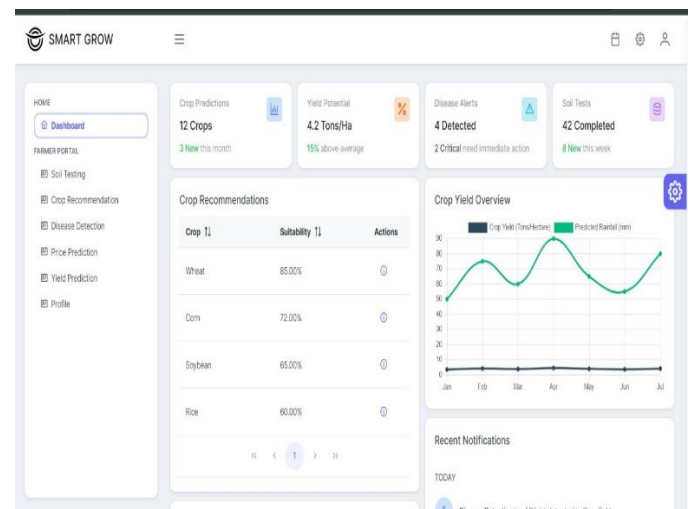 SMART GROW
HOME
Dashboard
FARMER PORTAL
Soil Testing
Crop Recommendation
Disease Detection
Price Prediction
Yield Prediction
Profile
Crop Predictions
12 Crops
3 New this month
Yield Potential
4.2 Tons/Ha
15% above average
Disease Alerts
4 Detected
2 Critical need immediate action
Soil Tests
42 Completed
8 New this week
Crop Recommendations
Crop Suitability Actions
Wheat 85.00%
Corn 72.00%
Soybean 65.00%
Rice 60.00%
« ‹ 1 › »
Crop Yield Overview
Crop Yield (Tons/Hectare) Predicted Rainfall (mm)
90
80
70
60
50
40
30
20
10
0
Jan Feb Mar Apr May Jun Jul
Recent Notifications
TODAY